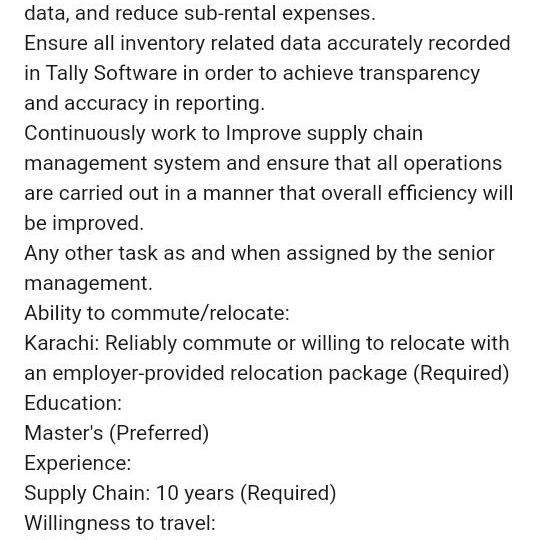 data, and reduce sub-rental expenses.
Ensure all inventory related data accurately recorded
in Tally Software in order to achieve transparency
and accuracy in reporting.
Continuously work to Improve supply chain
management system and ensure that all operations
are carried out in a manner that overall efficiency will
be improved.
Any other task as and when assigned by the senior
management.
Ability to commute/relocate:
Karachi: Reliably commute or willing to relocate with
an employer-provided relocation package (Required)
Education:
Master's (Preferred)
Experience:
Supply Chain: 10 years (Required)
Willingness to travel: